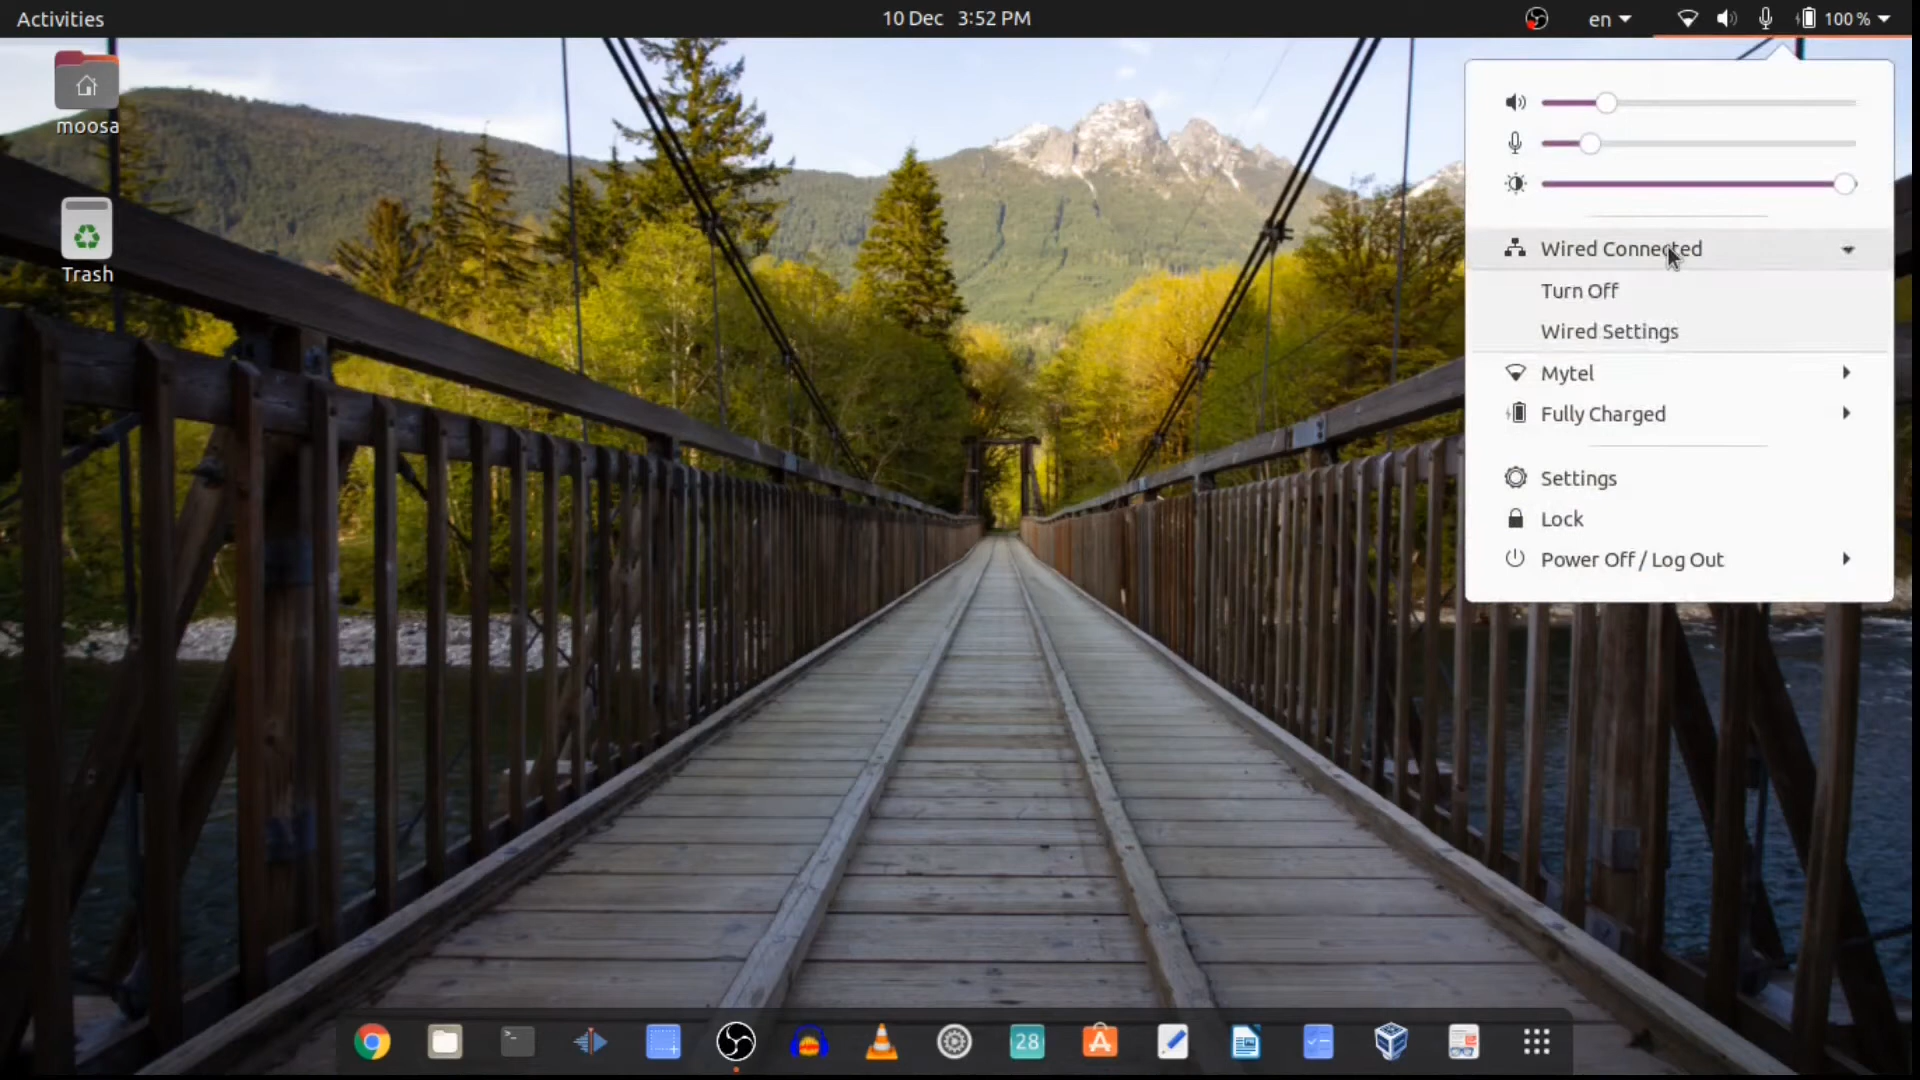 Activities
10 Dec 3:52 PM
en
100 %
moosa
Trash
Wired Connected
Turn Off
Wired Settings
Mytel
Fully Charged
Settings
Lock
Power Off / Log Out
28